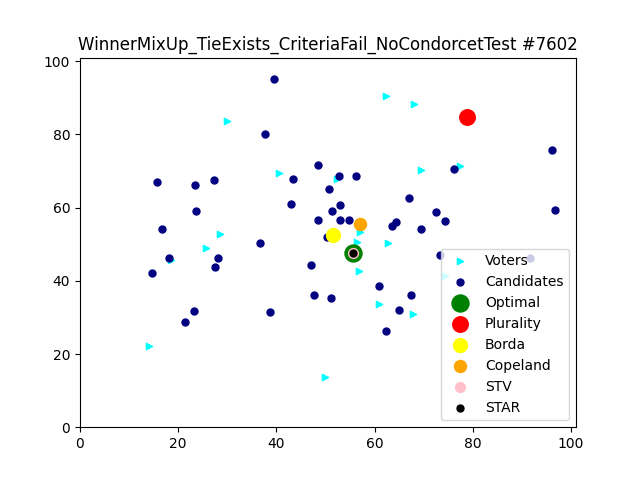 WinnerMixUp_TieExists_CriteriaFail_NoCondorcetTest #7602
100
80
60
40
20
0
0 20 40 60 80 100
Voters
Candidates
Optimal
Plurality
Borda
Copeland
STV
STAR